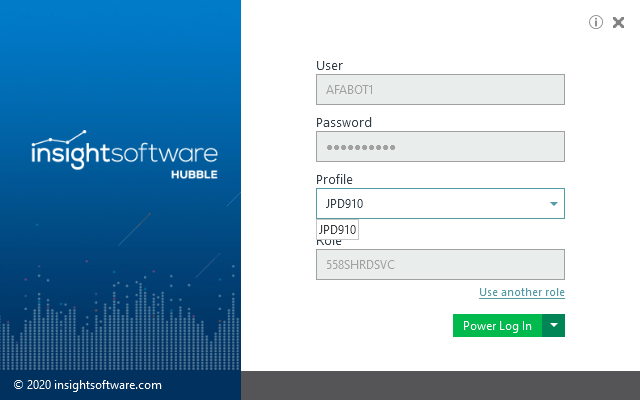 User
AFABOT1
Password
Profile
JPD910
JPD910
Role
558SHRDSVC
Use another role
Power Log In
insightsoftware
HUBBLE
© 2020 insightsoftware.com